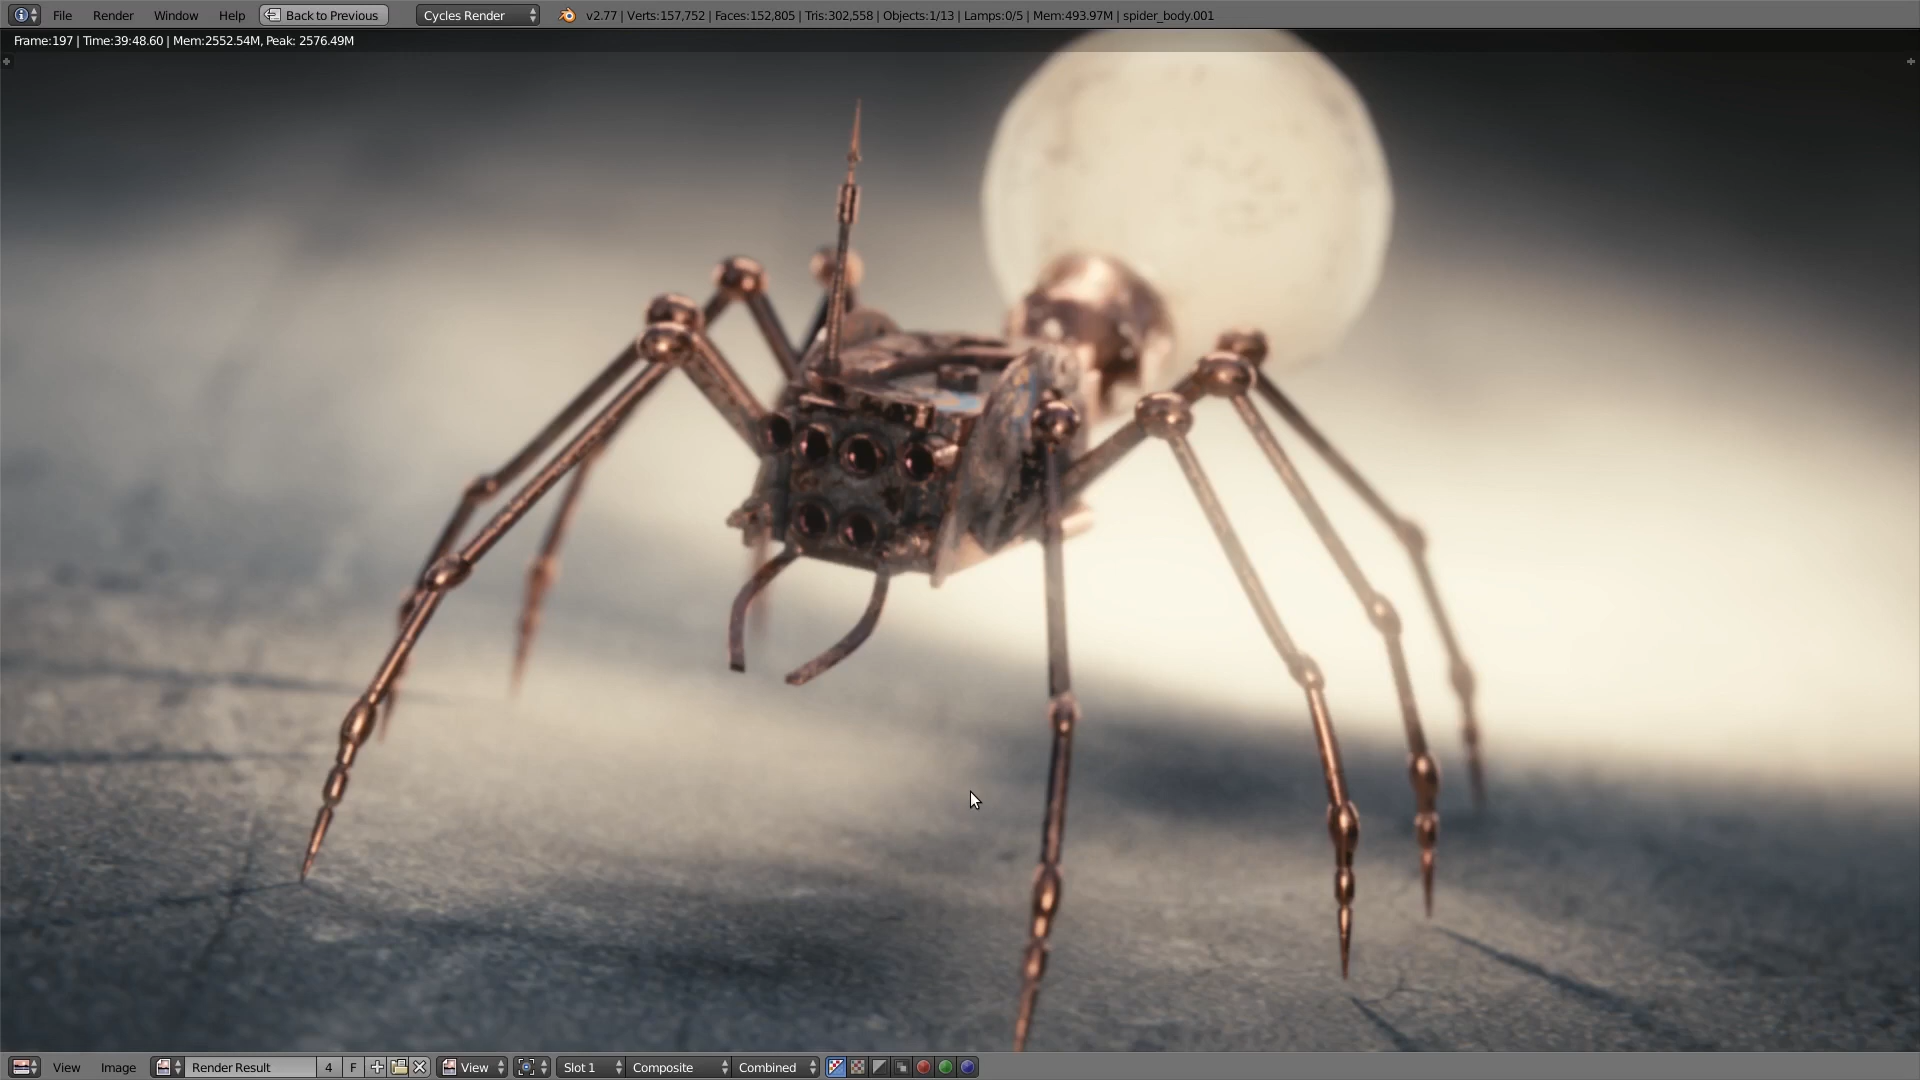 File Render Window Help Back to Previous Cycles Render v2.77 | Verts:157,752 | Faces:152,805 | Tris:302,558 | Objects:1/13 | Lamps:0/5 | Mem:493.97M | spider_body.001
Frame:197 | Time:39:48.60 | Mem:2552.54M, Peak: 2576.49M
View Image Render Result 4 F View Slot 1 Composite Combined